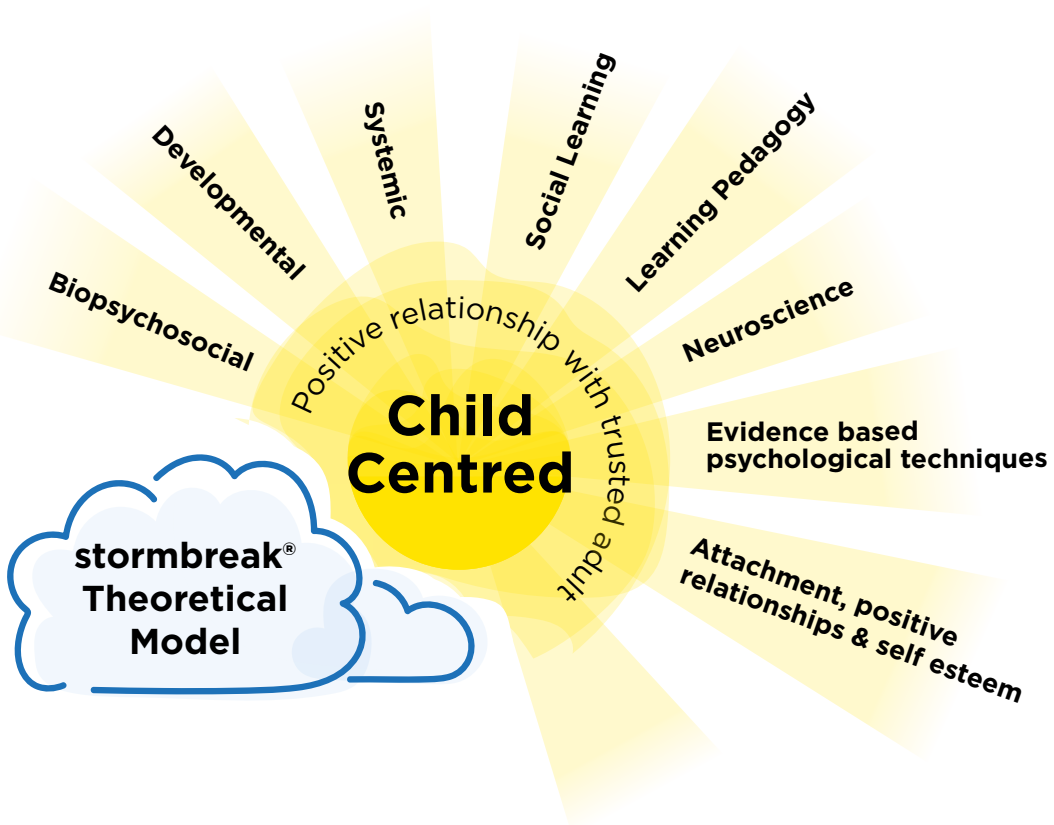 Biopsychosocial
Developmental
Systemic
Social Learning
Learning Pedagogy
Neuroscience
Evidence based
psychological techniques
Attachment, positive
relationships & self esteem
Positive relationship with trusted adult
Child
Centred
stormbreak®
Theoretical
Model